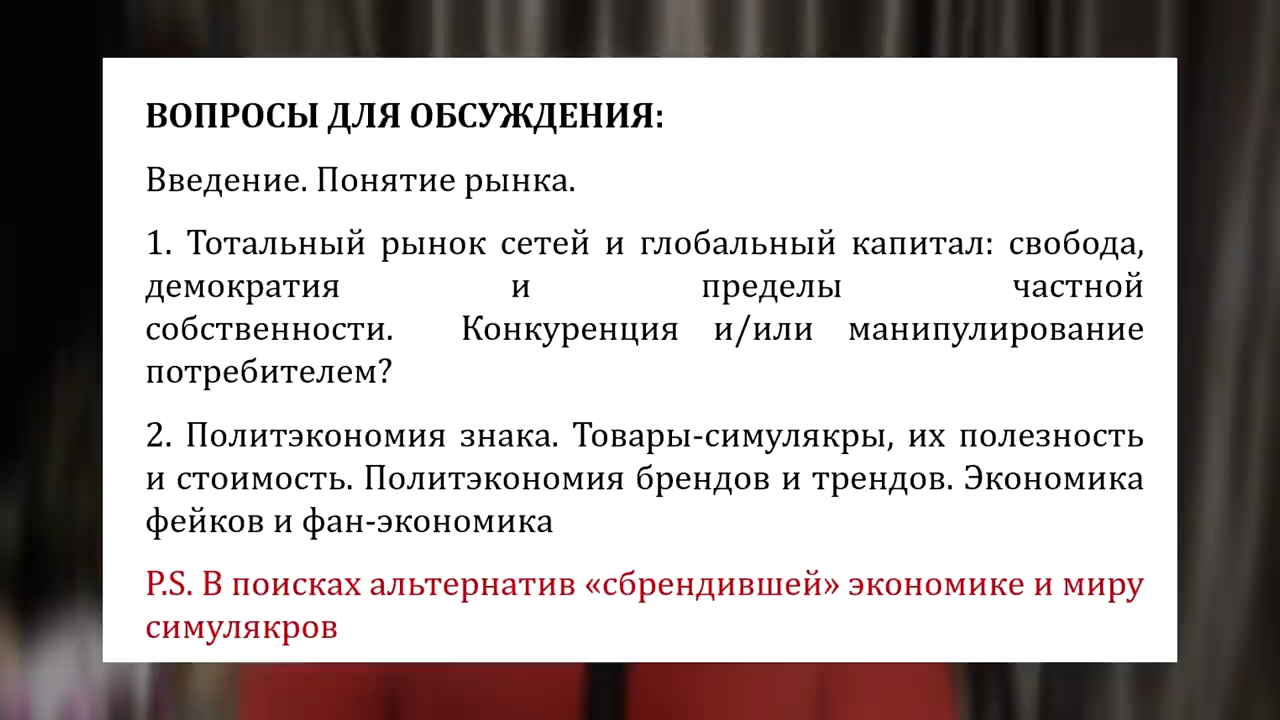 ВОПРОСЫ ДЛЯ ОБСУЖДЕНИЯ:
Введение. Понятие рынка.
1. Тотальный рынок сетей и глобальный капитал: свобода,
демократия и пределы частной
собственности. Конкуренция и/или манипулирование
потребителем?
2. Политэкономия знака. Товары-симулякры, их полезность
и стоимость. Политэкономия брендов и трендов. Экономика
фейков и фан-экономика
P.S. В поисках альтернатив «сбрендившей» экономике и миру
симулякров